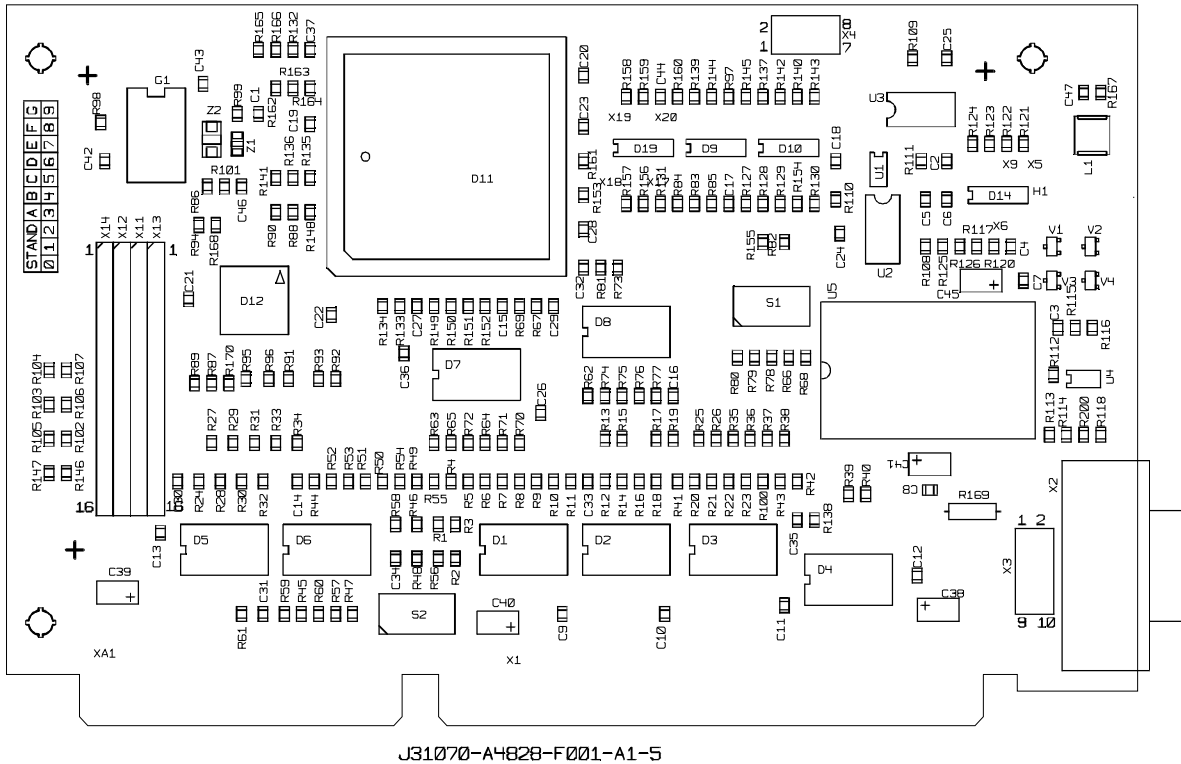 R165 R166 R132 C37
2 8
1 X4 7
R109 C25
C43 G1
R163
R162 R164
R98 Z2 R99 C1 C19
Z1 R136 R135
C42 R101 R141
R86 C46
R94 R168 R90 R88 R148
STAND A B C D E F G
0 1 2 3 4 5 6 7 8 9
X14 X12 X11 X13
1 1
D11
C20
C23
R161
R153
C28
R158 R159 C44 R160 R139 R144 R97 R145 R137 R142 R140 R143
X19 X20
D19 D9 D10
C18
X18
R157 R156 R131 R84 R83 R85 C17 R127 R128 R129 R154 R130
R155 R82
R110 C24
U3
R111 C2
U1
U2
R124 R123 R122 R121
X9 X5
C47 R167
L1
D14 H1
C5 C6
R117 X6 C4
R108 R125 R126 R120
C45
V1 V2
V3 V4
C7
C3 R115 R116
R112 U4
R113 R114 R200 R118
C21 D12 C22
C32 R81 R73
S1 U5
R134 R133 C27 R149 R150 R151 R152 C15 R69 R67 C29
C36 D7 D8
C26
R80 R79 R78 R66 R68
R104 R107
R103 R106
R105 R102
R147 R146
R89 R87 R170 R95 R96 R91 R93 R92
R62 R74 R75 R76 R77 C16
R27 R29 R31 R33 R34
R63 R65 R72 R64 R71 R70
R13 R15 R17 R19 R25 R26 R35 R36 R37 R38
R52 R53 R51 R50 R54 R49
16 16
R24 R28 R30 R32 C14 R44
R55 R4 R5 R6 R7 R8 R9 R10 R11 C33 R12 R14 R16 R18 R41 R20 R21 R22 R23 R100 R43 R42
R39 R40
C41
C8
R169
X2
C13 D5 D6
R58 R46 R1 R3
C34 R48 R56 R2
D1 D2 D3
C35 R138
D4 C12
1 2
X3
9 10
C39
C31 R59 R45 R60 R57 R47
R61
S2 C40
C9 C10 C11
C38
XA1 X1
J31070-A4828-F001-A1-5